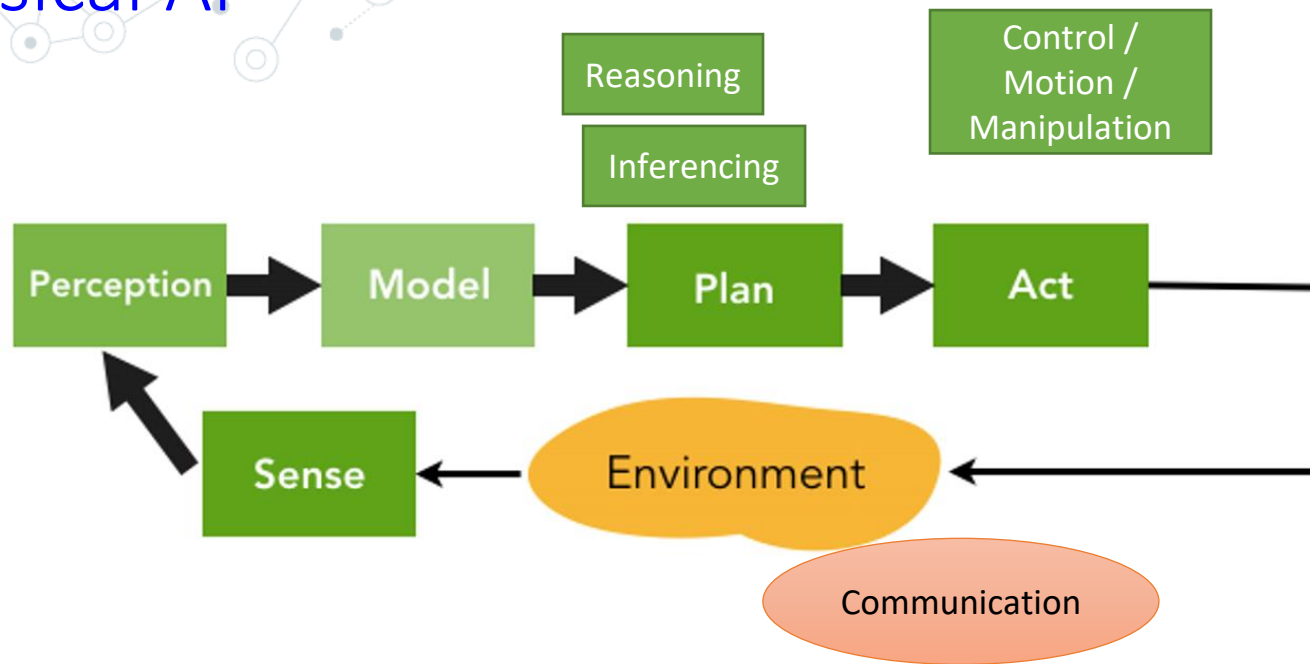 Reasoning
Inferencing
Control /
Motion /
Manipulation
Perception
Model
Plan
Act
Sense
Environment
Communication